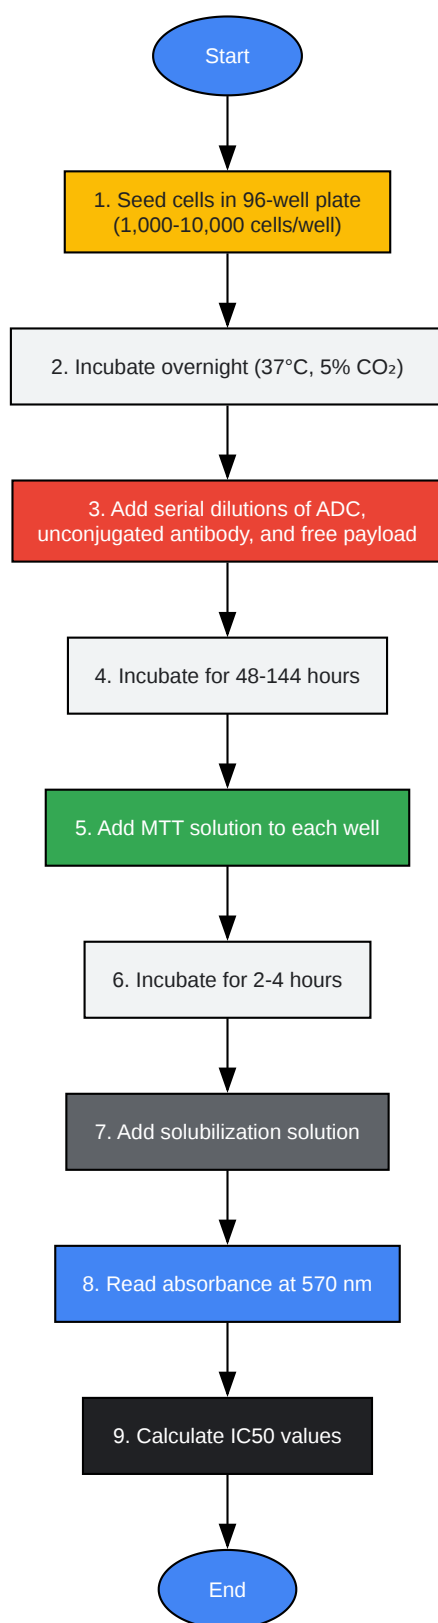 Start
1. Seed cells in 96-well plate
(1,000-10,000 cells/well)
2. Incubate overnight (37°C, 5% CO₂)
3. Add serial dilutions of ADC,
unconjugated antibody, and free payload
4. Incubate for 48-144 hours
5. Add MTT solution to each well
6. Incubate for 2-4 hours
7. Add solubilization solution
8. Read absorbance at 570 nm
9. Calculate IC50 values
End